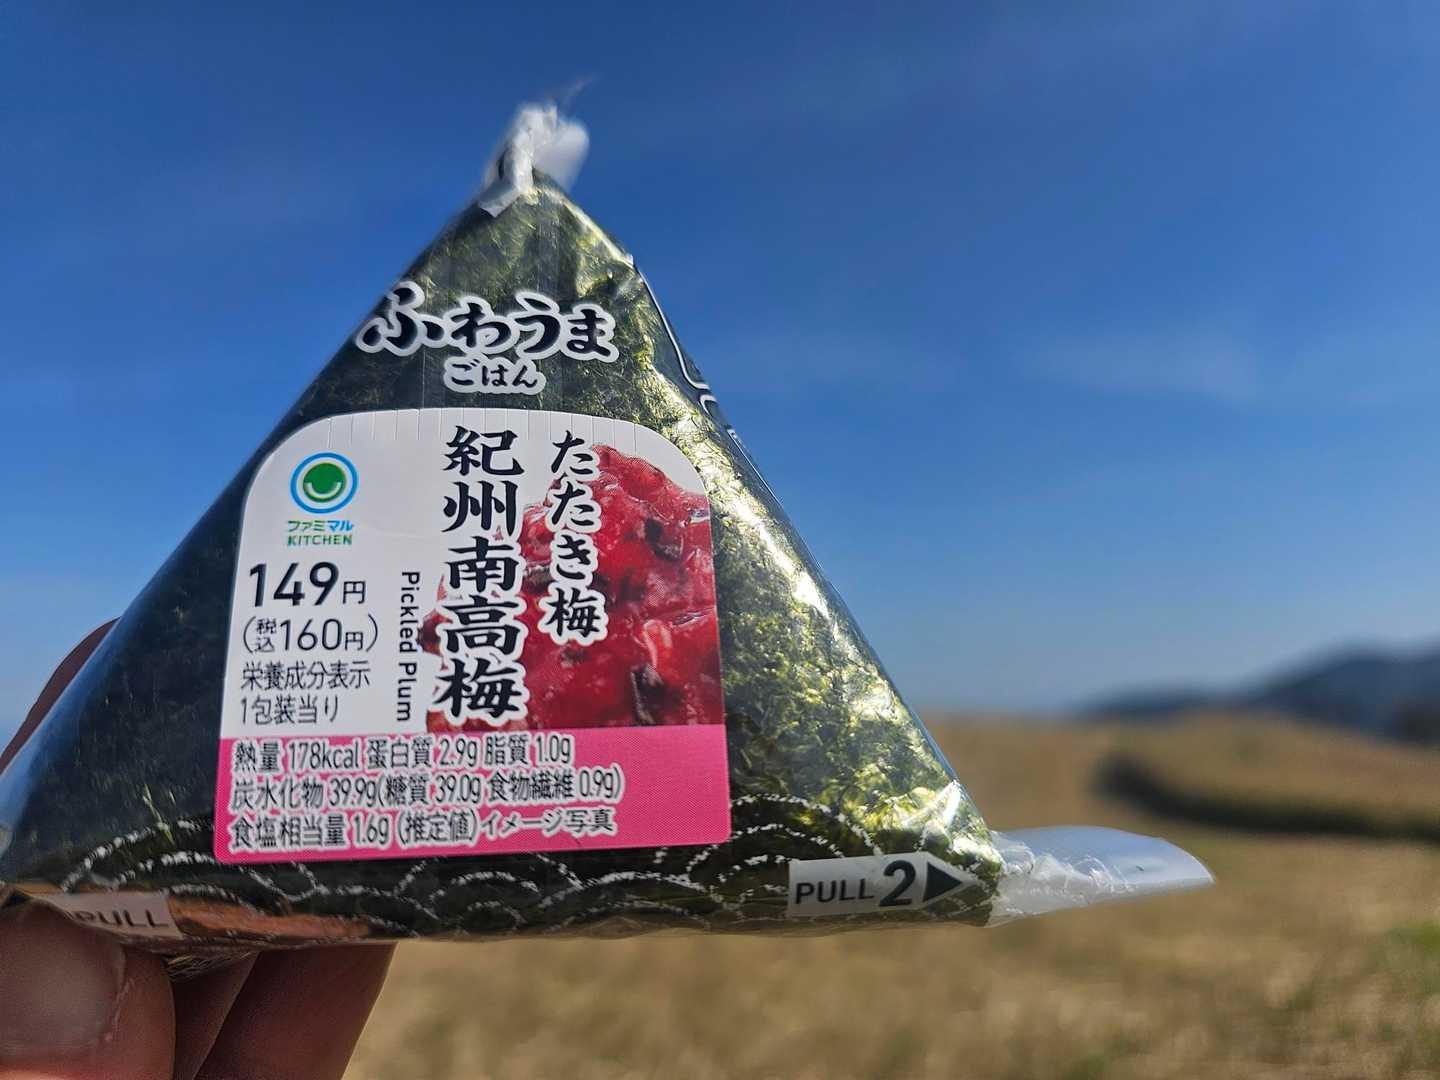 ふわうま
ごはん
たたき梅
紀州南高梅
Pickled Plum
ファミマル
KITCHEN
149円
(税込160円)
栄養成分表示
1包装当り
熱量 178kcal 蛋白質 2.9g 脂質 1.0g
炭水化物 39.9g(糖質 39.0g 食物繊維 0.9g)
食塩相当量 1.6g (推定値) イメージ写真
PULL 2
PULL